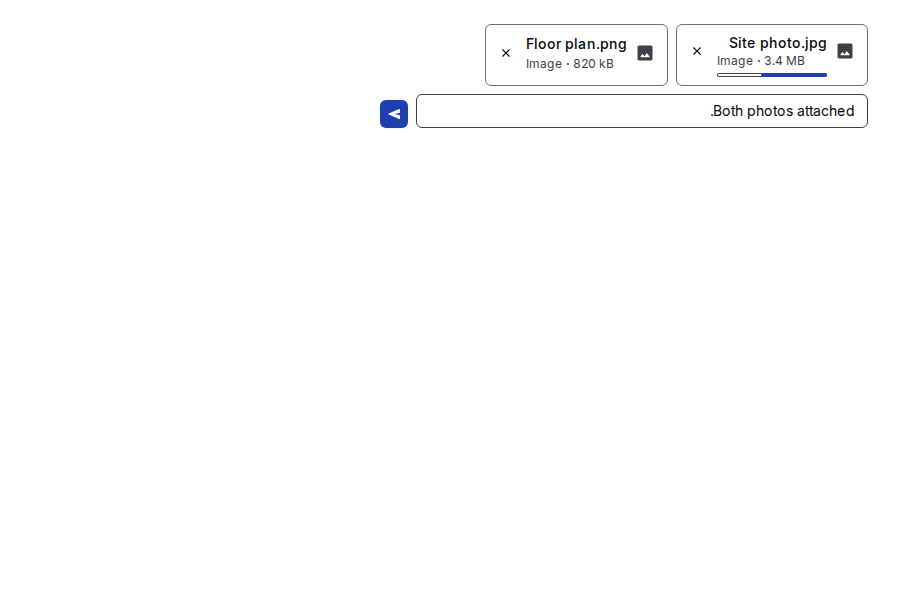 Site photo.jpg
Image · 3.4 MB
Floor plan.png
Image · 820 kB
.Both photos attached